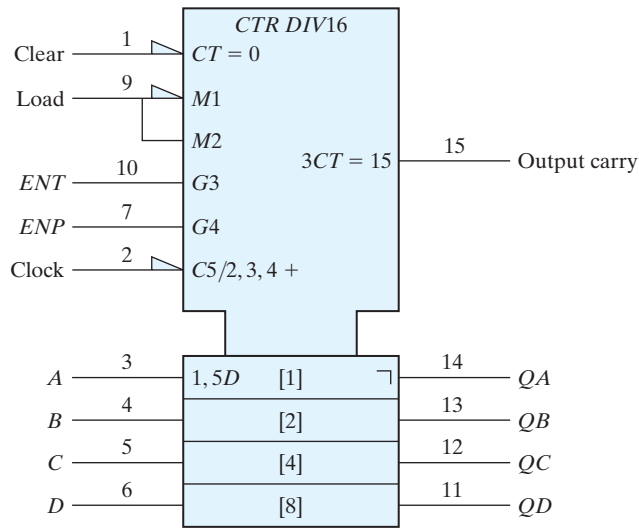 CTR DIV16
Clear 1 CT = 0
Load 9 M1
M2
3CT = 15 15 Output carry
ENT 10 G3
ENP 7 G4
Clock 2 C5/2, 3, 4 +
A 3 1, 5D [1] 14 QA
B 4 [2] 13 QB
C 5 [4] 12 QC
D 6 [8] 11 QD